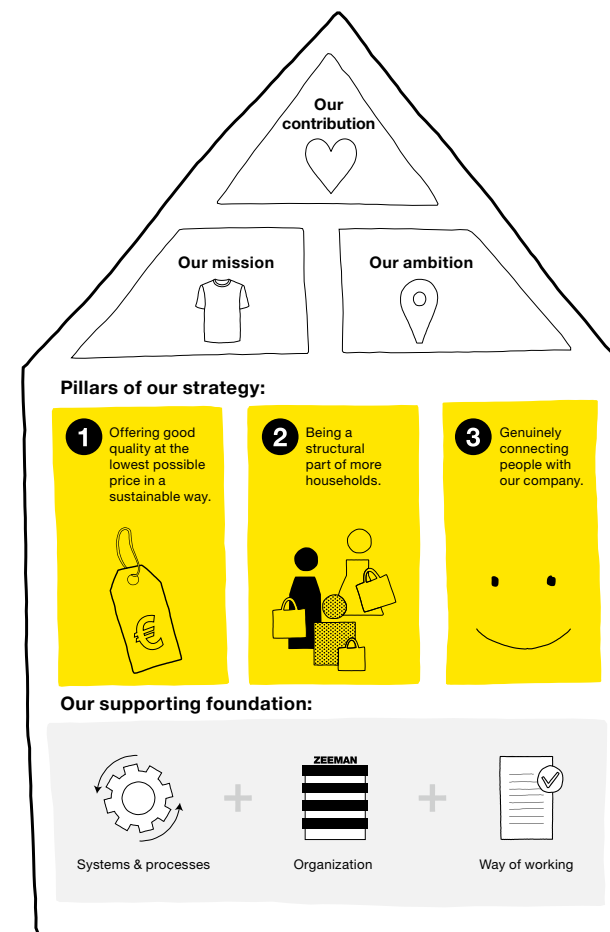 Our
contribution
Our mission
Our ambition
Pillars of our strategy:
1
Offering good
quality at the
lowest possible
price in a
sustainable way.
€
2
Being a
structural
part of more
households.
3
Genuinely
connecting
people with
our company.
Our supporting foundation:
ZEEMAN
+
+
Systems & processes
Organization
Way of working